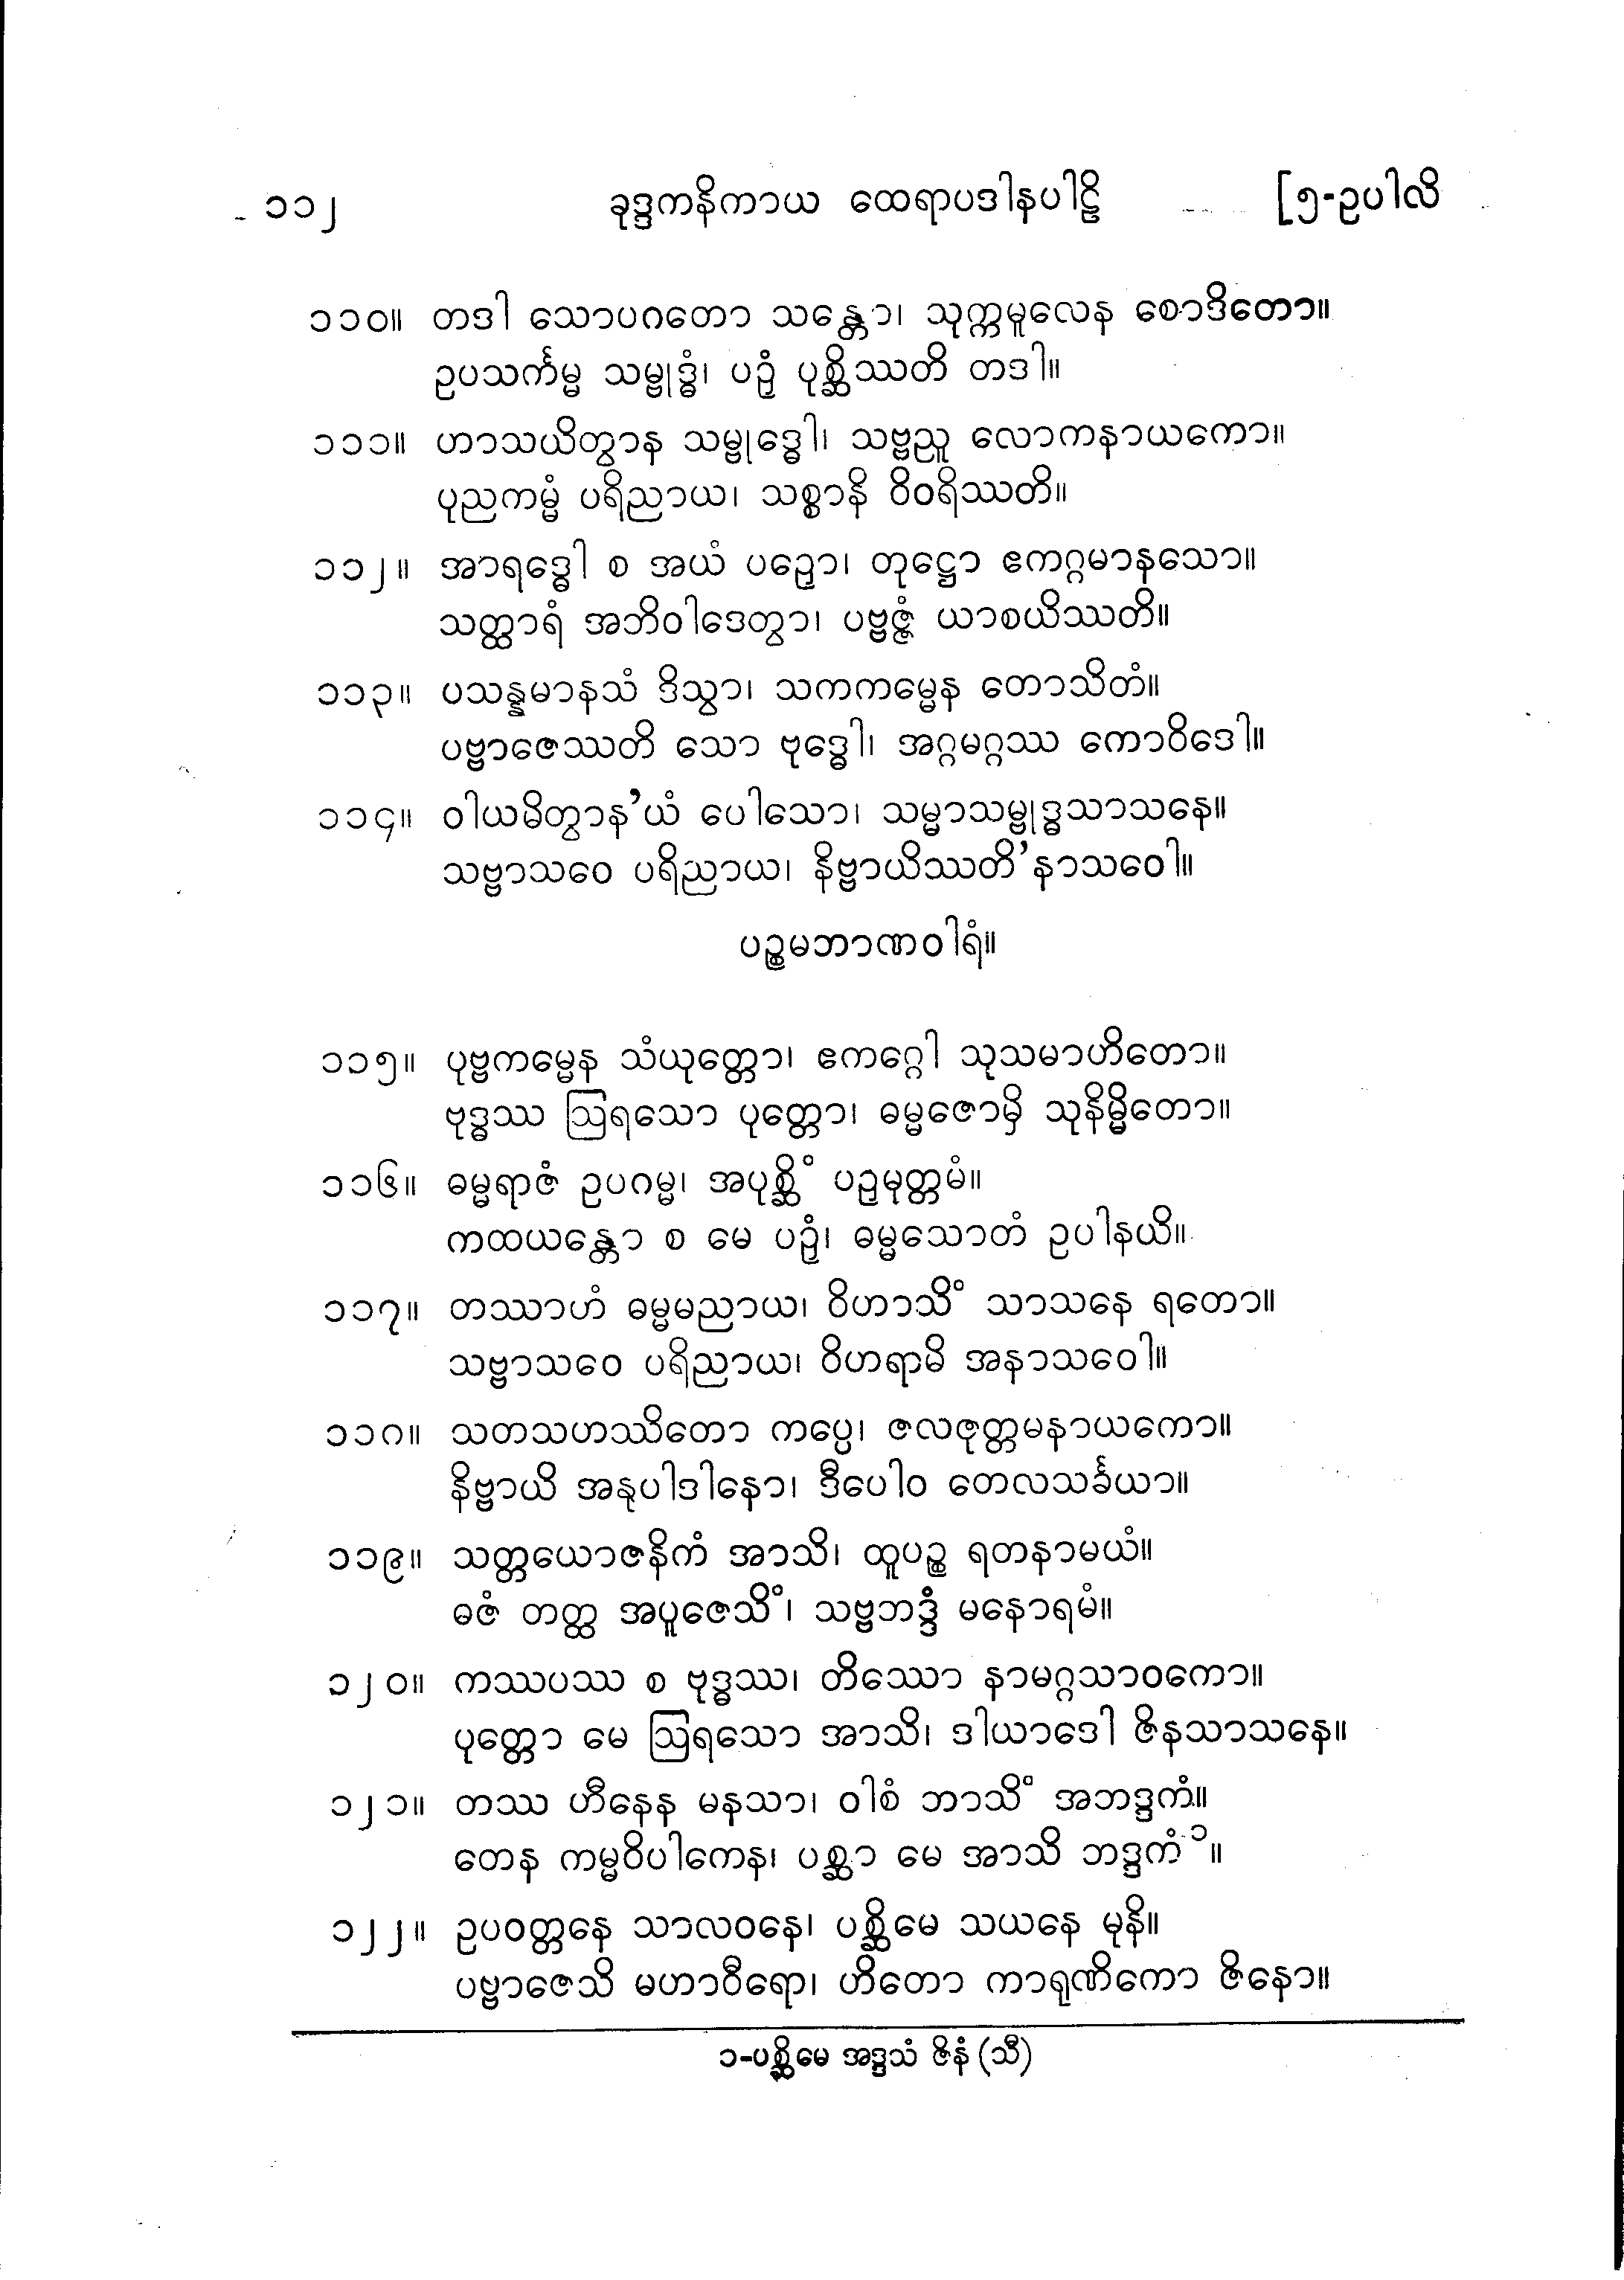 ၁၁၂ ခုဒ္ဒကနိကာယ ထေရာပဒါနပါဠိ [၅-ဥပါလိ
၁၁၀။ တဒါ သောပဂတော သန္တော၊ သုက္ကမူလေန စောဒိတော။
ဥပသင်္ကမ္မ သမ္ဗုဒ္ဓံ၊ ပဉှံ ပုစ္ဆိဿတိ တဒါ။
၁၁၁။ ဟာသယိတွာန သမ္ဗုဒ္ဓေါ၊ သဗ္ဗညူ လောကနာယကော။
ပုညကမ္မံ ပရိညာယ၊ သစ္စာနိ ဝိဝရိဿတိ။
၁၁၂။ အာရဒ္ဓေါ စ အယံ ပဉှော၊ တုဋ္ဌော ဧကဂ္ဂမာနသော။
သတ္ထာရံ အဘိဝါဒေတွာ၊ ပဗ္ဗဇ္ဇံ ယာစယိဿတိ။
၁၁၃။ ပသန္နမာနသံ ဒိသွာ၊ သကကမ္မေန တောသိတံ။
ပဗ္ဗာဇေဿတိ သော ဗုဒ္ဓေါ၊ အဂ္ဂမဂ္ဂဿ ကောဝိဒေါ။
၁၁၄။ ဝါယမိတွာန’ယံ ပေါသော၊ သမ္မာသမ္ဗုဒ္ဓသာသနေ။
သဗ္ဗာသဝေ ပရိညာယ၊ နိဗ္ဗာယိဿတိ’နာသဝေါ။
ပဉ္စမဘာဏဝါရံ။
၁၁၅။ ပုဗ္ဗကမ္မေန သံယုတ္တော၊ ဧကဂ္ဂေါ သုသမာဟိတော။
ဗုဒ္ဓဿ ဩရသော ပုတ္တော၊ ဓမ္မဇောမှိ သုနိမ္မိတော။
၁၁၆။ ဓမ္မရာဇံ ဥပဂမ္မ၊ အပုစ္ဆိံ ပဉှမုတ္တမံ။
ကထယန္တော စ မေ ပဉှံ၊ ဓမ္မသောတံ ဥပါနယိ။
၁၁၇။ တဿာဟံ ဓမ္မမညာယ၊ ဝိဟာသိံ သာသနေ ရတော။
သဗ္ဗာသဝေ ပရိညာယ၊ ဝိဟရာမိ အနာသဝေါ။
၁၁၈။ သတသဟဿိတော ကပ္ပေ၊ ဇလဇုတ္တမနာယကော။
နိဗ္ဗာယိ အနုပါဒါနော၊ ဒီပေါဝ တေလသင်္ခယာ။
၁၁၉။ သတ္တယောဇနိကံ အာသိ၊ ထူပဉ္စ ရတနာမယံ။
ဓဇံ တတ္ထ အပူဇေသိံ၊ သဗ္ဗဘဒ္ဒံ မနောရမံ။
၁၂၀။ ကဿပဿ စ ဗုဒ္ဓဿ၊ တိဿော နာမဂ္ဂသာဝကော။
ပုတ္တော မေ ဩရသော အာသိ၊ ဒါယာဒေါ ဇိနသာသနေ။
၁၂၁။ တဿ ဟီနေန မနသာ၊ ဝါစံ ဘာသိံ အဘဒ္ဒကံ။
တေန ကမ္မဝိပါကေန၊ ပစ္ဆာ မေ အာသိ ဘဒ္ဒကံ ၁။
၁၂၂။ ဥပဝတ္တနေ သာလဝနေ၊ ပစ္ဆိမေ သယနေ မုနိ။
ပဗ္ဗာဇေသိ မဟာဝီရော၊ ဟိတော ကာရုဏိကော ဇိနော။
၁-ပစ္ဆိမေ အဒ္ဒသံ ဇိနံ (သီ)